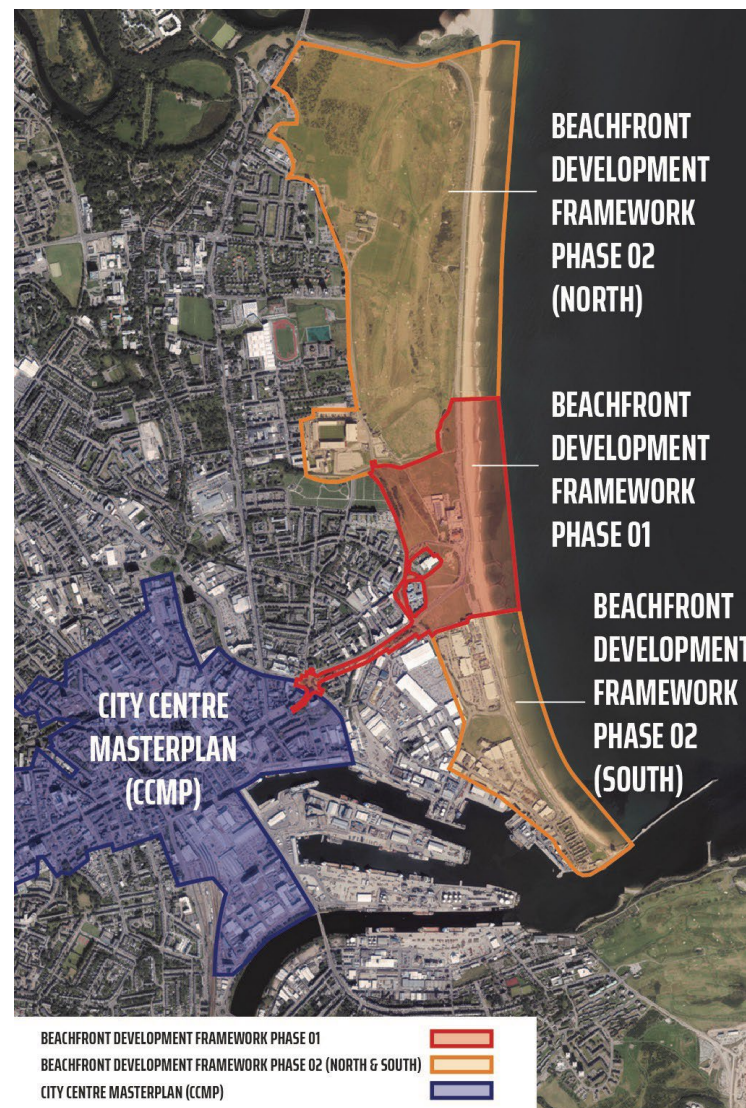 BEACHFRONT
DEVELOPMENT
FRAMEWORK
PHASE 02
(NORTH)
BEACHFRONT
DEVELOPMENT
FRAMEWORK
PHASE 01
BEACHFRONT
DEVELOPMENT
FRAMEWORK
PHASE 02
(SOUTH)
CITY CENTRE
MASTERPLAN
(CCMP)
BEACHFRONT DEVELOPMENT FRAMEWORK PHASE 01
BEACHFRONT DEVELOPMENT FRAMEWORK PHASE 02 (NORTH & SOUTH)
CITY CENTRE MASTERPLAN (CCMP)